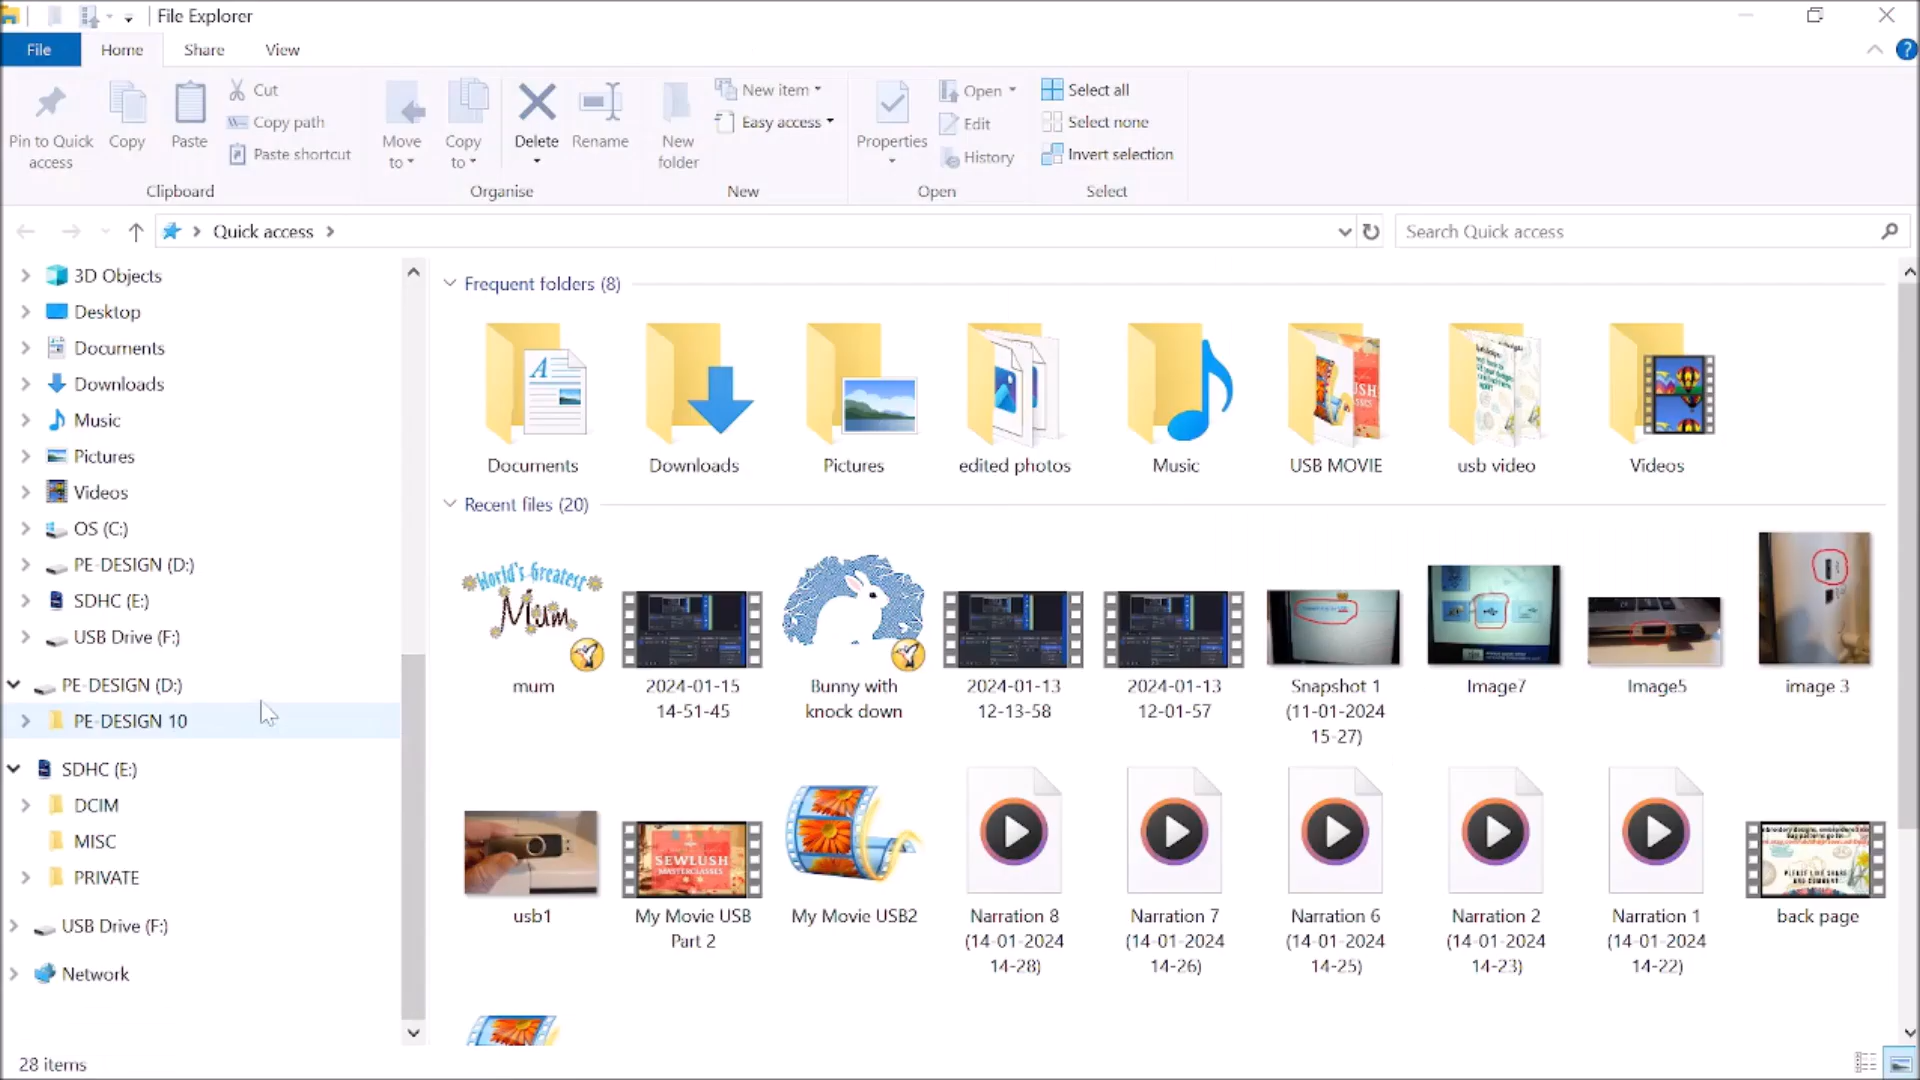 File Explorer
File Home Share View
Pin to Quick access
Copy
Paste
Cut
Copy path
Paste shortcut
Clipboard
Move to
Copy to
Delete
Rename
Organise
New folder
New item
Easy access
New
Properties
Open
Edit
History
Open
Select all
Select none
Invert selection
Select
Quick access
Search Quick access
3D Objects
Desktop
Documents
Downloads
Music
Pictures
Videos
OS (C:)
PE-DESIGN (D:)
SDHC (E:)
USB Drive (F:)
PE-DESIGN (D:)
PE-DESIGN 10
SDHC (E:)
DCIM
MISC
PRIVATE
USB Drive (F:)
Network
Frequent folders (8)
Documents
Downloads
Pictures
edited photos
Music
USB MOVIE
usb video
Videos
Recent files (20)
World's Greatest
Mum
mum
2024-01-15
14-51-45
Bunny with
knock down
2024-01-13
12-13-58
2024-01-13
12-01-57
Snapshot 1
(11-01-2024
15-27)
Image7
Image5
image 3
usb1
SEWLUSH
MASTERCLASSES
My Movie USB
Part 2
My Movie USB2
Narration 8
(14-01-2024
14-28)
Narration 7
(14-01-2024
14-26)
Narration 6
(14-01-2024
14-25)
Narration 2
(14-01-2024
14-23)
Narration 1
(14-01-2024
14-22)
PLEASE LIKE SHARE
AND COMMENT
back page
28 items